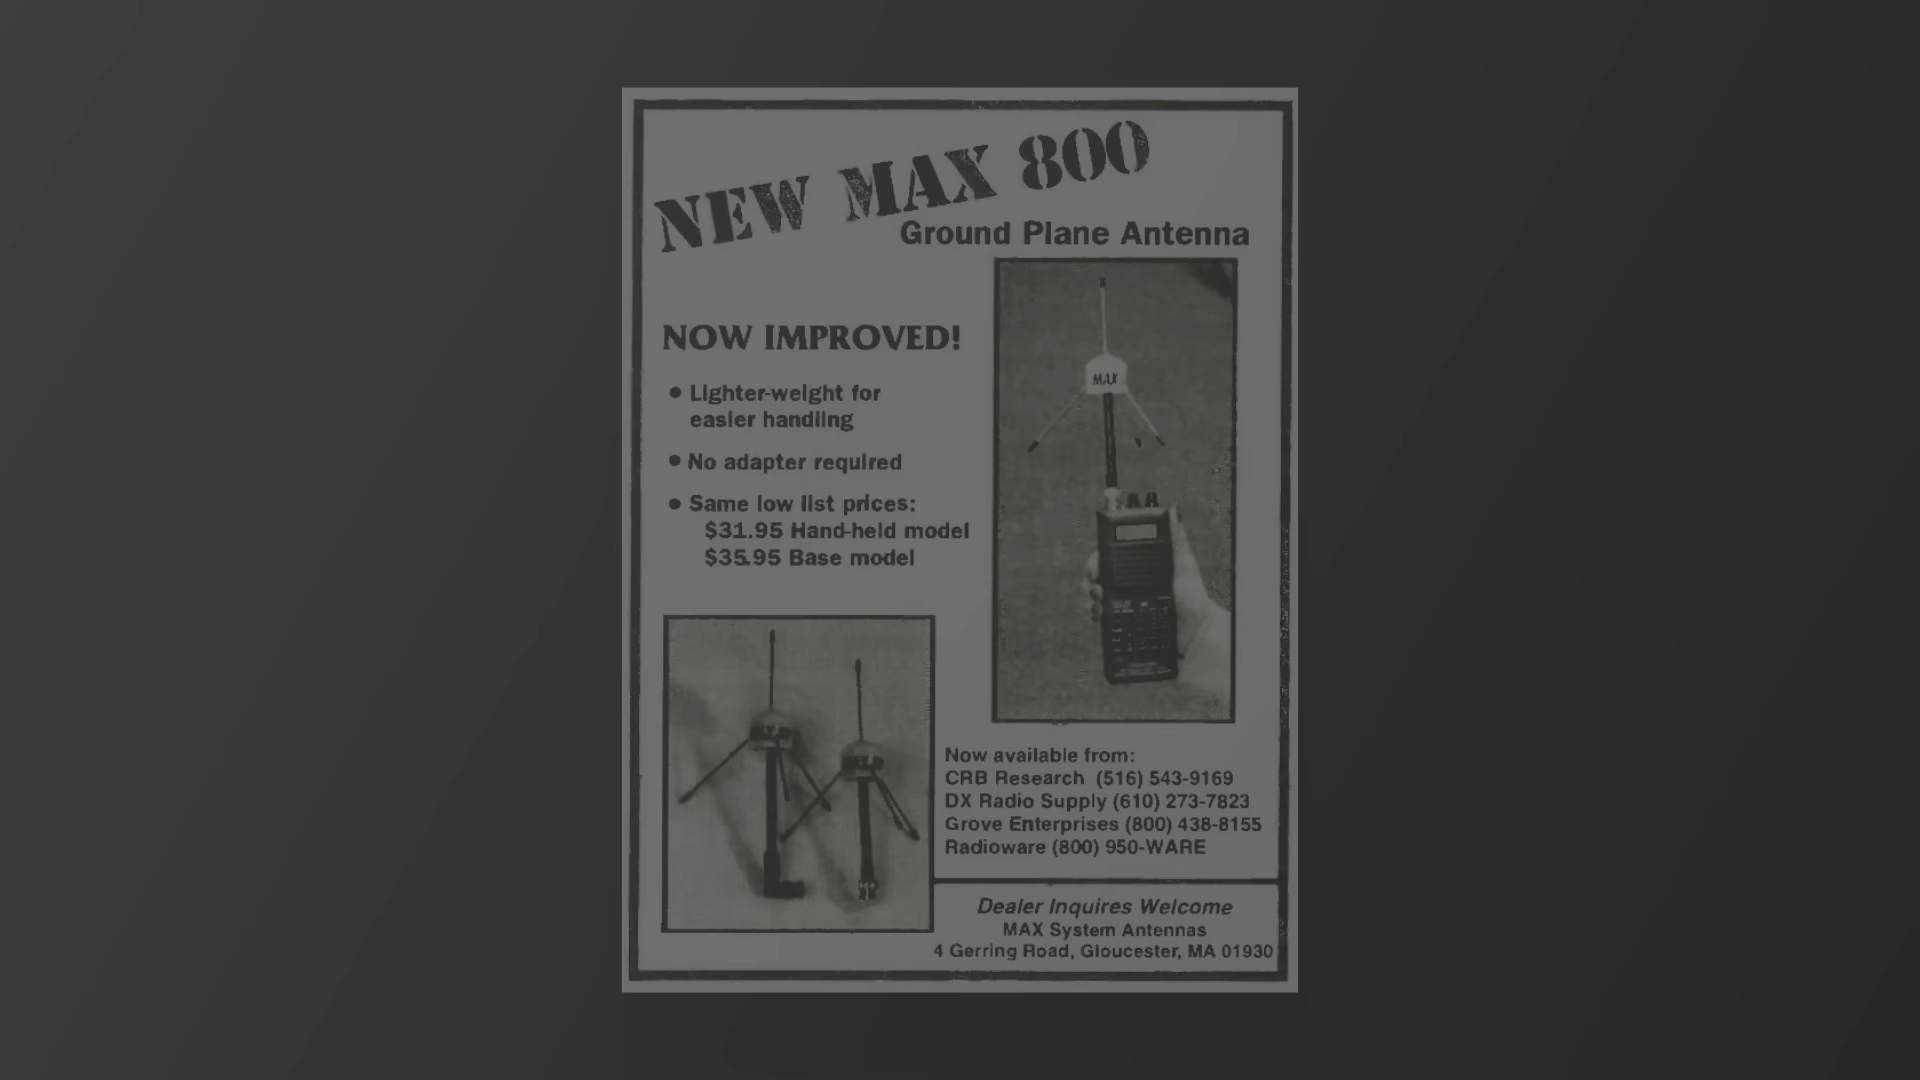 NEW MAX 800
Ground Plane Antenna
NOW IMPROVED!
• Lighter-weight for
easier handling
• No adapter required
• Same low list prices:
$31.95 Hand-held model
$35.95 Base model
MAX
Now available from:
CRB Research (516) 543-9169
DX Radio Supply (610) 273-7823
Grove Enterprises (800) 438-8155
Radioware (800) 950-WARE
Dealer Inquires Welcome
MAX System Antennas
4 Gerring Road, Gloucester, MA 01930